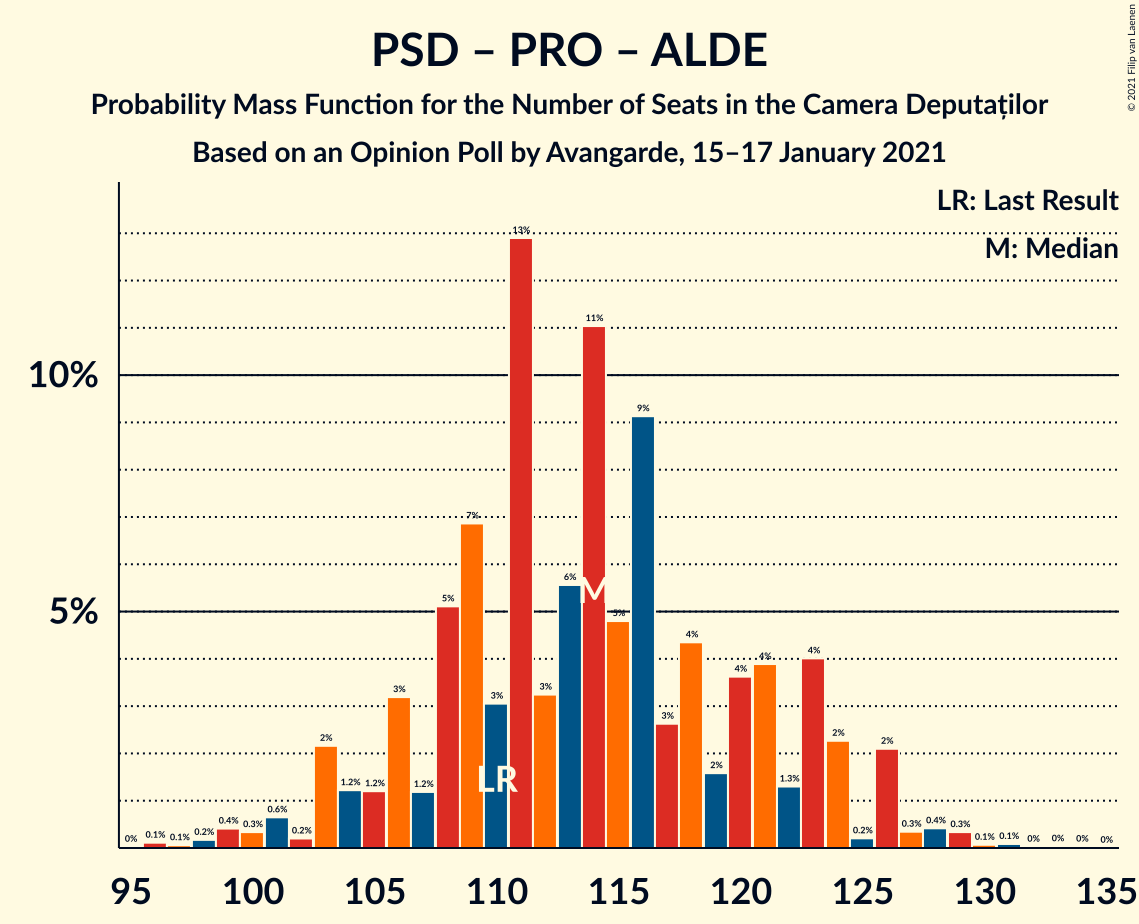 PSD – PRO – ALDE
Probability Mass Function for the Number of Seats in the Camera Deputaților
Based on an Opinion Poll by Avangarde, 15–17 January 2021
© 2021 Filip van Laenen
LR: Last Result
M: Median
10%
5%
0% 0.1% 0.1% 0.2% 0.4% 0.3% 0.6% 0.2% 2% 1.2% 1.2% 3% 1.2% 5% 7% 3% 13% 3% 6% 11% 5% 9% 3% 4% 2% 4% 4% 1.3% 4% 2% 0.2% 2% 0.3% 0.4% 0.3% 0.1% 0.1% 0% 0% 0% 0%
M
LR
95 100 105 110 115 120 125 130 135